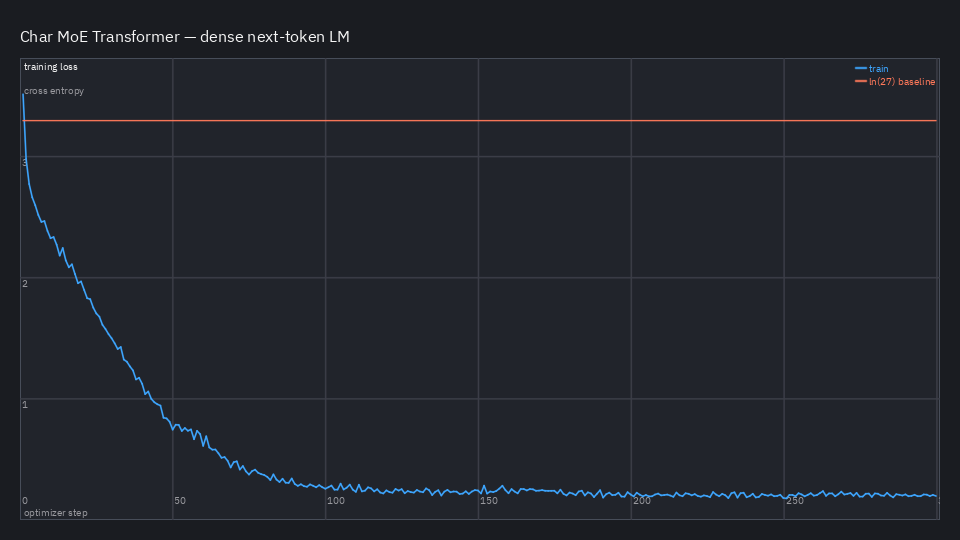 Char MoE Transformer — dense next-token LM
training loss
train
cross entropy
ln(27) baseline
3
2
1
0 50 100 150 200 250
optimizer step